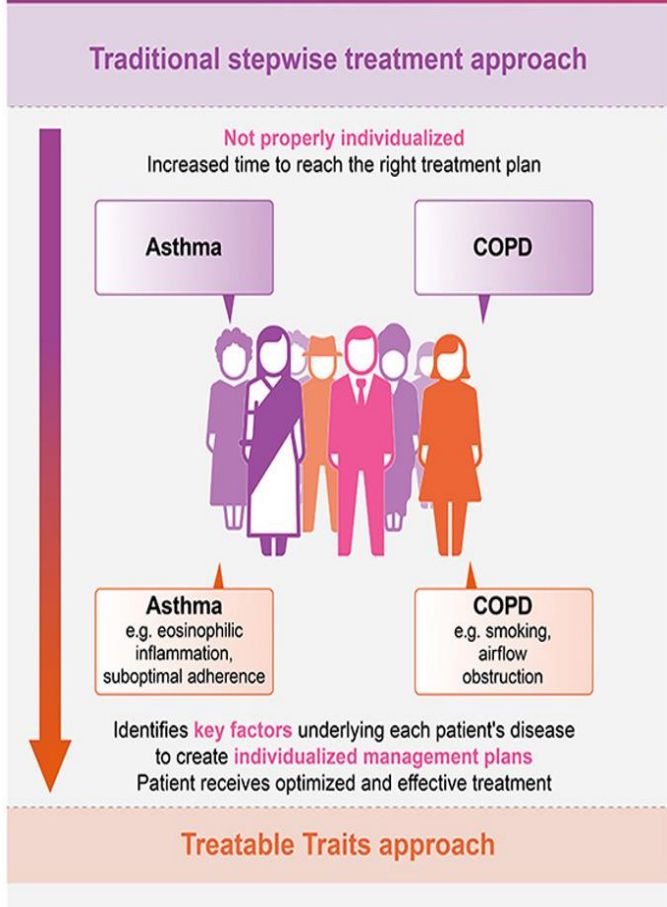 Traditional stepwise treatment approach
Not properly individualized
Increased time to reach the right treatment plan
Asthma
COPD
Asthma
e.g. eosinophilic
inflammation,
suboptimal adherence
COPD
e.g. smoking,
airflow
obstruction
Identifies key factors underlying each patient's disease
to create individualized management plans
Patient receives optimized and effective treatment
Treatable Traits approach